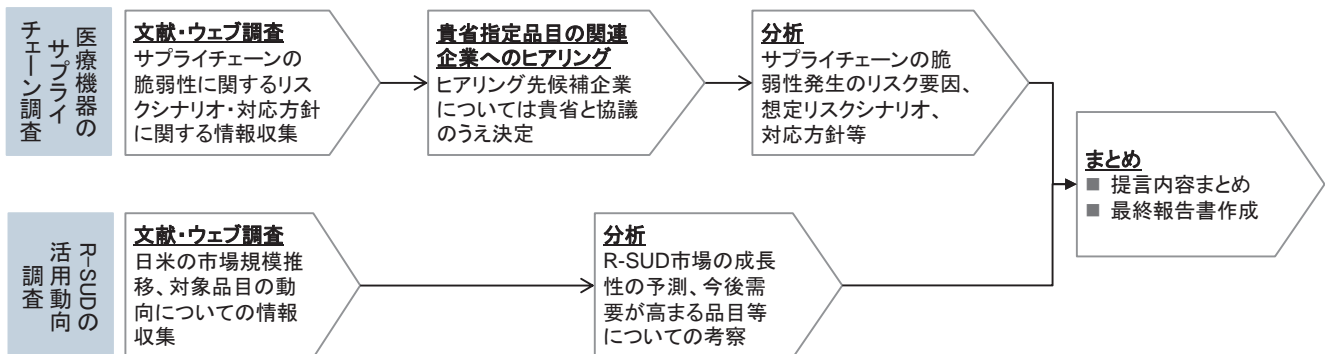 医療機器の
サプライ
チェーン調査
文献・ウェブ調査
サプライチェーンの
脆弱性に関するリス
クシナリオ・対応方針
に関する情報収集
貴省指定品目の関連
企業へのヒアリング
ヒアリング先候補企業
については貴省と協議
のうえ決定
分析
サプライチェーンの脆
弱性発生のリスク要因、
想定リスクシナリオ、
対応方針等
R-SUDの
活用動向
調査
文献・ウェブ調査
日米の市場規模推
移、対象品目の動
向についての情報
収集
分析
R-SUD市場の成長
性の予測、今後需
要が高まる品目等
についての考察
まとめ
■ 提言内容まとめ
■ 最終報告書作成